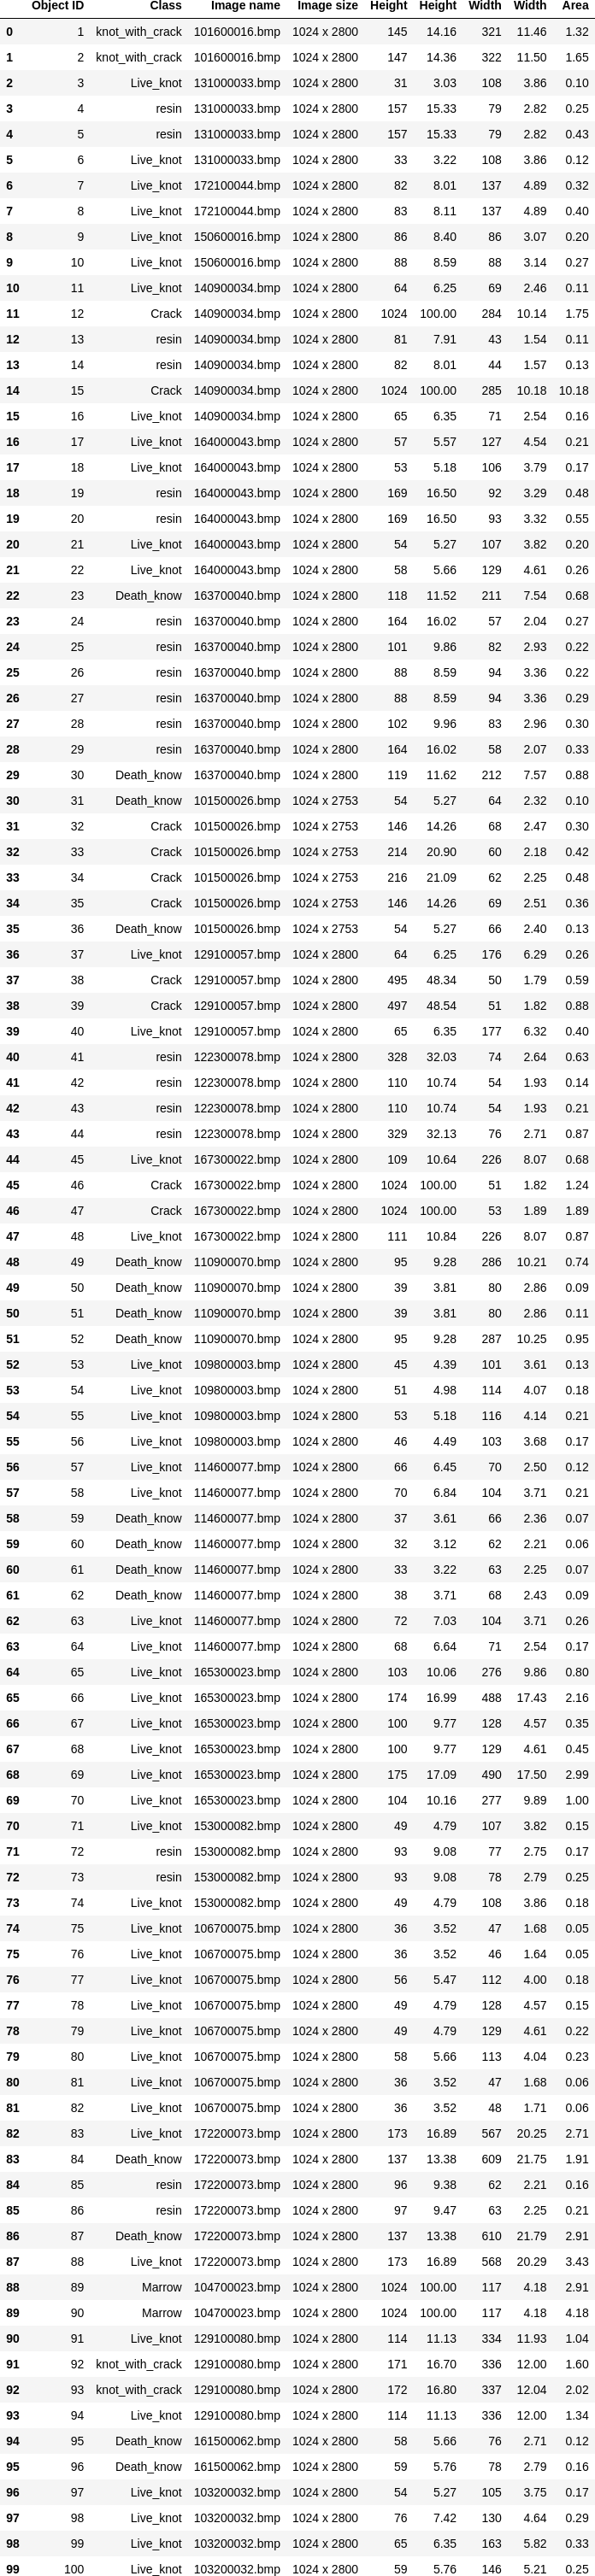 Object ID Class Image name Image size Height Height Width Width Area
0 1 knot_with_crack 101600016.bmp 1024 x 2800 145 14.16 321 11.46 1.32
1 2 knot_with_crack 101600016.bmp 1024 x 2800 147 14.36 322 11.50 1.65
2 3 Live_knot 131000033.bmp 1024 x 2800 31 3.03 108 3.86 0.10
3 4 resin 131000033.bmp 1024 x 2800 157 15.33 79 2.82 0.25
4 5 resin 131000033.bmp 1024 x 2800 157 15.33 79 2.82 0.43
5 6 Live_knot 131000033.bmp 1024 x 2800 33 3.22 108 3.86 0.12
6 7 Live_knot 172100044.bmp 1024 x 2800 82 8.01 137 4.89 0.32
7 8 Live_knot 172100044.bmp 1024 x 2800 83 8.11 137 4.89 0.40
8 9 Live_knot 150600016.bmp 1024 x 2800 86 8.40 86 3.07 0.20
9 10 Live_knot 150600016.bmp 1024 x 2800 88 8.59 88 3.14 0.27
10 11 Live_knot 140900034.bmp 1024 x 2800 64 6.25 69 2.46 0.11
11 12 Crack 140900034.bmp 1024 x 2800 1024 100.00 284 10.14 1.75
12 13 resin 140900034.bmp 1024 x 2800 81 7.91 43 1.54 0.11
13 14 resin 140900034.bmp 1024 x 2800 82 8.01 44 1.57 0.13
14 15 Crack 140900034.bmp 1024 x 2800 1024 100.00 285 10.18 10.18
15 16 Live_knot 140900034.bmp 1024 x 2800 65 6.35 71 2.54 0.16
16 17 Live_knot 164000043.bmp 1024 x 2800 57 5.57 127 4.54 0.21
17 18 Live_knot 164000043.bmp 1024 x 2800 53 5.18 106 3.79 0.17
18 19 resin 164000043.bmp 1024 x 2800 169 16.50 92 3.29 0.48
19 20 resin 164000043.bmp 1024 x 2800 169 16.50 93 3.32 0.55
20 21 Live_knot 164000043.bmp 1024 x 2800 54 5.27 107 3.82 0.20
21 22 Live_knot 164000043.bmp 1024 x 2800 58 5.66 129 4.61 0.26
22 23 Death_know 163700040.bmp 1024 x 2800 118 11.52 211 7.54 0.68
23 24 resin 163700040.bmp 1024 x 2800 164 16.02 57 2.04 0.27
24 25 resin 163700040.bmp 1024 x 2800 101 9.86 82 2.93 0.22
25 26 resin 163700040.bmp 1024 x 2800 88 8.59 94 3.36 0.22
26 27 resin 163700040.bmp 1024 x 2800 88 8.59 94 3.36 0.29
27 28 resin 163700040.bmp 1024 x 2800 102 9.96 83 2.96 0.30
28 29 resin 163700040.bmp 1024 x 2800 164 16.02 58 2.07 0.33
29 30 Death_know 163700040.bmp 1024 x 2800 119 11.62 212 7.57 0.88
30 31 Death_know 101500026.bmp 1024 x 2753 54 5.27 64 2.32 0.10
31 32 Crack 101500026.bmp 1024 x 2753 146 14.26 68 2.47 0.30
32 33 Crack 101500026.bmp 1024 x 2753 214 20.90 60 2.18 0.42
33 34 Crack 101500026.bmp 1024 x 2753 216 21.09 62 2.25 0.48
34 35 Crack 101500026.bmp 1024 x 2753 146 14.26 69 2.51 0.36
35 36 Death_know 101500026.bmp 1024 x 2753 54 5.27 66 2.40 0.13
36 37 Live_knot 129100057.bmp 1024 x 2800 64 6.25 176 6.29 0.26
37 38 Crack 129100057.bmp 1024 x 2800 495 48.34 50 1.79 0.59
38 39 Crack 129100057.bmp 1024 x 2800 497 48.54 51 1.82 0.88
39 40 Live_knot 129100057.bmp 1024 x 2800 65 6.35 177 6.32 0.40
40 41 resin 122300078.bmp 1024 x 2800 328 32.03 74 2.64 0.63
41 42 resin 122300078.bmp 1024 x 2800 110 10.74 54 1.93 0.14
42 43 resin 122300078.bmp 1024 x 2800 110 10.74 54 1.93 0.21
43 44 resin 122300078.bmp 1024 x 2800 329 32.13 76 2.71 0.87
44 45 Live_knot 167300022.bmp 1024 x 2800 109 10.64 226 8.07 0.68
45 46 Crack 167300022.bmp 1024 x 2800 1024 100.00 51 1.82 1.24
46 47 Crack 167300022.bmp 1024 x 2800 1024 100.00 53 1.89 1.89
47 48 Live_knot 167300022.bmp 1024 x 2800 111 10.84 226 8.07 0.87
48 49 Death_know 110900070.bmp 1024 x 2800 95 9.28 286 10.21 0.74
49 50 Death_know 110900070.bmp 1024 x 2800 39 3.81 80 2.86 0.09
50 51 Death_know 110900070.bmp 1024 x 2800 39 3.81 80 2.86 0.11
51 52 Death_know 110900070.bmp 1024 x 2800 95 9.28 287 10.25 0.95
52 53 Live_knot 109800003.bmp 1024 x 2800 45 4.39 101 3.61 0.13
53 54 Live_knot 109800003.bmp 1024 x 2800 51 4.98 114 4.07 0.18
54 55 Live_knot 109800003.bmp 1024 x 2800 53 5.18 116 4.14 0.21
55 56 Live_knot 109800003.bmp 1024 x 2800 46 4.49 103 3.68 0.17
56 57 Live_knot 114600077.bmp 1024 x 2800 66 6.45 70 2.50 0.12
57 58 Live_knot 114600077.bmp 1024 x 2800 70 6.84 104 3.71 0.21
58 59 Death_know 114600077.bmp 1024 x 2800 37 3.61 66 2.36 0.07
59 60 Death_know 114600077.bmp 1024 x 2800 32 3.12 62 2.21 0.06
60 61 Death_know 114600077.bmp 1024 x 2800 33 3.22 63 2.25 0.07
61 62 Death_know 114600077.bmp 1024 x 2800 38 3.71 68 2.43 0.09
62 63 Live_knot 114600077.bmp 1024 x 2800 72 7.03 104 3.71 0.26
63 64 Live_knot 114600077.bmp 1024 x 2800 68 6.64 71 2.54 0.17
64 65 Live_knot 165300023.bmp 1024 x 2800 103 10.06 276 9.86 0.80
65 66 Live_knot 165300023.bmp 1024 x 2800 174 16.99 488 17.43 2.16
66 67 Live_knot 165300023.bmp 1024 x 2800 100 9.77 128 4.57 0.35
67 68 Live_knot 165300023.bmp 1024 x 2800 100 9.77 129 4.61 0.45
68 69 Live_knot 165300023.bmp 1024 x 2800 175 17.09 490 17.50 2.99
69 70 Live_knot 165300023.bmp 1024 x 2800 104 10.16 277 9.89 1.00
70 71 Live_knot 153000082.bmp 1024 x 2800 49 4.79 107 3.82 0.15
71 72 resin 153000082.bmp 1024 x 2800 93 9.08 77 2.75 0.17
72 73 resin 153000082.bmp 1024 x 2800 93 9.08 78 2.79 0.25
73 74 Live_knot 153000082.bmp 1024 x 2800 49 4.79 108 3.86 0.18
74 75 Live_knot 106700075.bmp 1024 x 2800 36 3.52 47 1.68 0.05
75 76 Live_knot 106700075.bmp 1024 x 2800 36 3.52 46 1.64 0.05
76 77 Live_knot 106700075.bmp 1024 x 2800 56 5.47 112 4.00 0.18
77 78 Live_knot 106700075.bmp 1024 x 2800 49 4.79 128 4.57 0.15
78 79 Live_knot 106700075.bmp 1024 x 2800 49 4.79 129 4.61 0.22
79 80 Live_knot 106700075.bmp 1024 x 2800 58 5.66 113 4.04 0.23
80 81 Live_knot 106700075.bmp 1024 x 2800 36 3.52 47 1.68 0.06
81 82 Live_knot 106700075.bmp 1024 x 2800 36 3.52 48 1.71 0.06
82 83 Live_knot 172200073.bmp 1024 x 2800 173 16.89 567 20.25 2.71
83 84 Death_know 172200073.bmp 1024 x 2800 137 13.38 609 21.75 1.91
84 85 resin 172200073.bmp 1024 x 2800 96 9.38 62 2.21 0.16
85 86 resin 172200073.bmp 1024 x 2800 97 9.47 63 2.25 0.21
86 87 Death_know 172200073.bmp 1024 x 2800 137 13.38 610 21.79 2.91
87 88 Live_knot 172200073.bmp 1024 x 2800 173 16.89 568 20.29 3.43
88 89 Marrow 104700023.bmp 1024 x 2800 1024 100.00 117 4.18 2.91
89 90 Marrow 104700023.bmp 1024 x 2800 1024 100.00 117 4.18 4.18
90 91 Live_knot 129100080.bmp 1024 x 2800 114 11.13 334 11.93 1.04
91 92 knot_with_crack 129100080.bmp 1024 x 2800 171 16.70 336 12.00 1.60
92 93 knot_with_crack 129100080.bmp 1024 x 2800 172 16.80 337 12.04 2.02
93 94 Live_knot 129100080.bmp 1024 x 2800 114 11.13 336 12.00 1.34
94 95 Death_know 161500062.bmp 1024 x 2800 58 5.66 76 2.71 0.12
95 96 Death_know 161500062.bmp 1024 x 2800 59 5.76 78 2.79 0.16
96 97 Live_knot 103200032.bmp 1024 x 2800 54 5.27 105 3.75 0.17
97 98 Live_knot 103200032.bmp 1024 x 2800 76 7.42 130 4.64 0.29
98 99 Live_knot 103200032.bmp 1024 x 2800 65 6.35 163 5.82 0.33
99 100 Live_knot 103200032.bmp 1024 x 2800 59 5.76 146 5.21 0.25